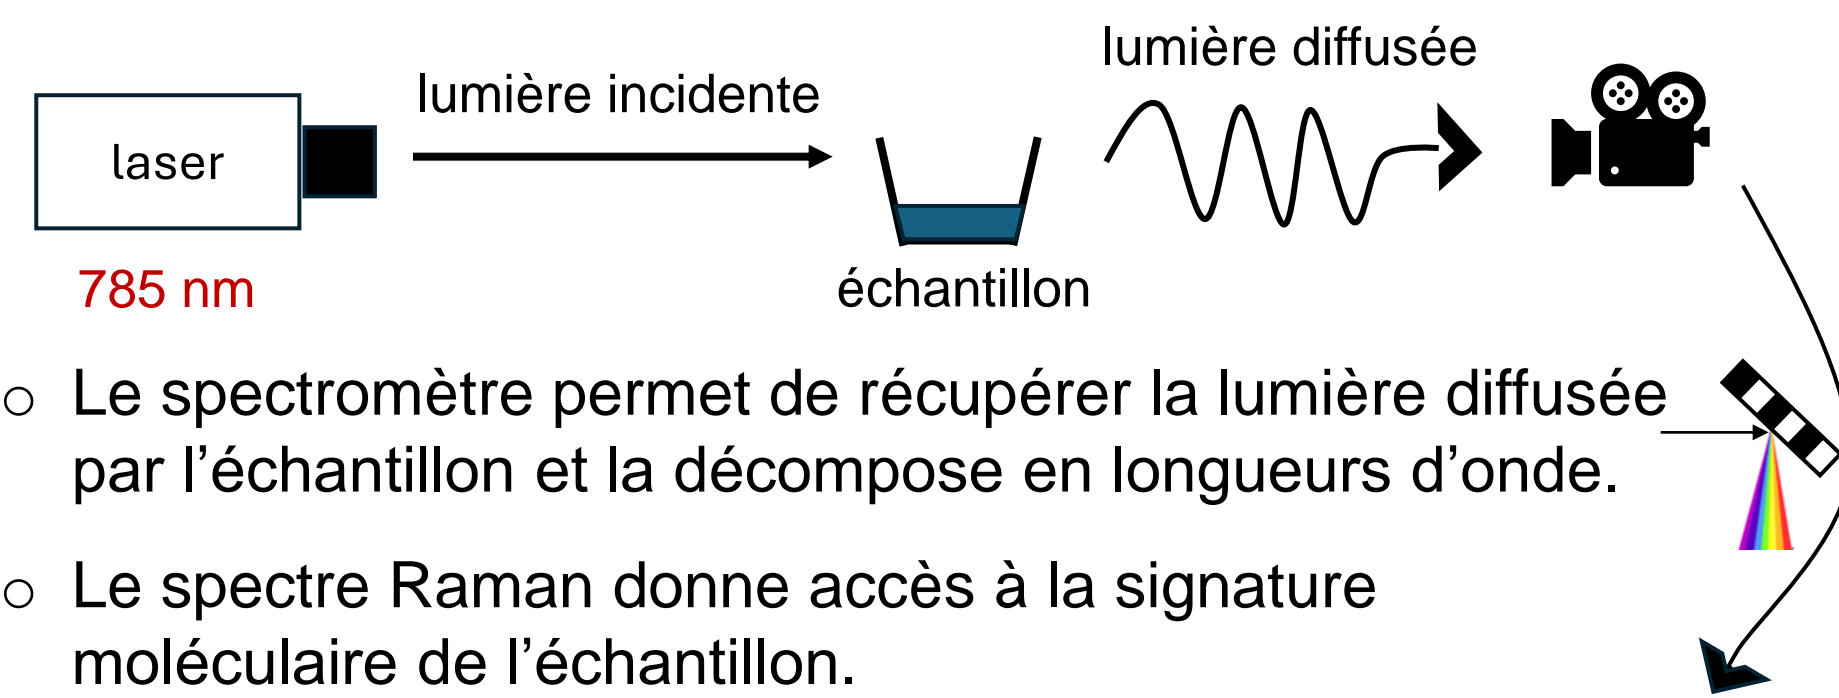 lumière diffusée
lumière incidente
laser
785 nm
échantillon
o Le spectromètre permet de récupérer la lumière diffusée
par l’échantillon et la décompose en longueurs d’onde.
o Le spectre Raman donne accès à la signature
moléculaire de l’échantillon.